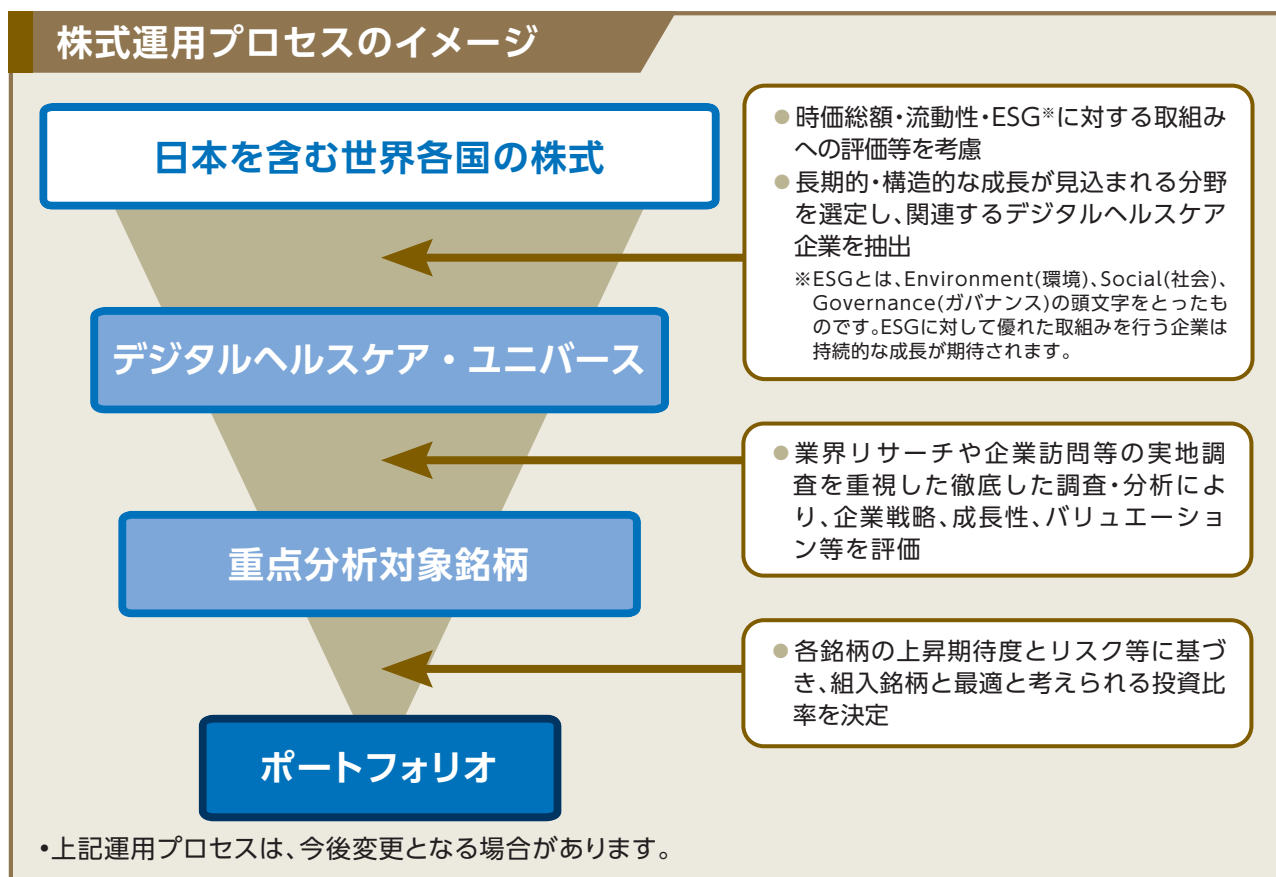 株式運用プロセスのイメージ
日本を含む世界各国の株式
●時価総額・流動性・ESG※に対する取組み
への評価等を考慮
●長期的・構造的な成長が見込まれる分野
を選定し、関連するデジタルヘルスケア
企業を抽出
※ESGとは、Environment(環境)、Social(社会)、
Governance(ガバナンス)の頭文字をとったも
のです。ESGに対して優れた取組みを行う企業は
持続的な成長が期待されます。
デジタルヘルスケア・ユニバース
●業界リサーチや企業訪問等の実地調
査を重視した徹底した調査・分析によ
り、企業戦略、成長性、バリュエーショ
ン等を評価
重点分析対象銘柄
●各銘柄の上昇期待度とリスク等に基づ
き、組入銘柄と最適と考えられる投資比
率を決定
ポートフォリオ
•上記運用プロセスは、今後変更となる場合があります。